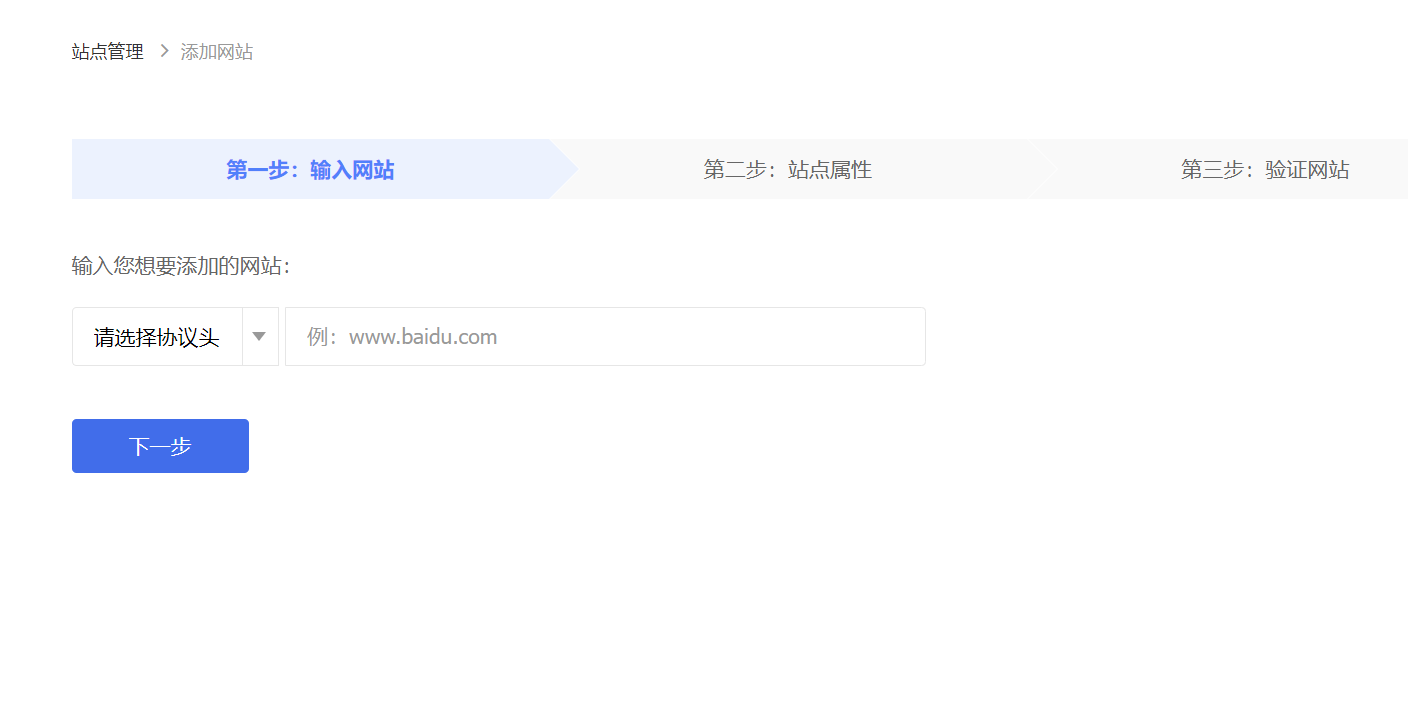 站点管理 > 添加网站
第一步：输入网站 第二步：站点属性 第三步：验证网站
输入您想要添加的网站：
请选择协议头 例：www.baidu.com
下一步